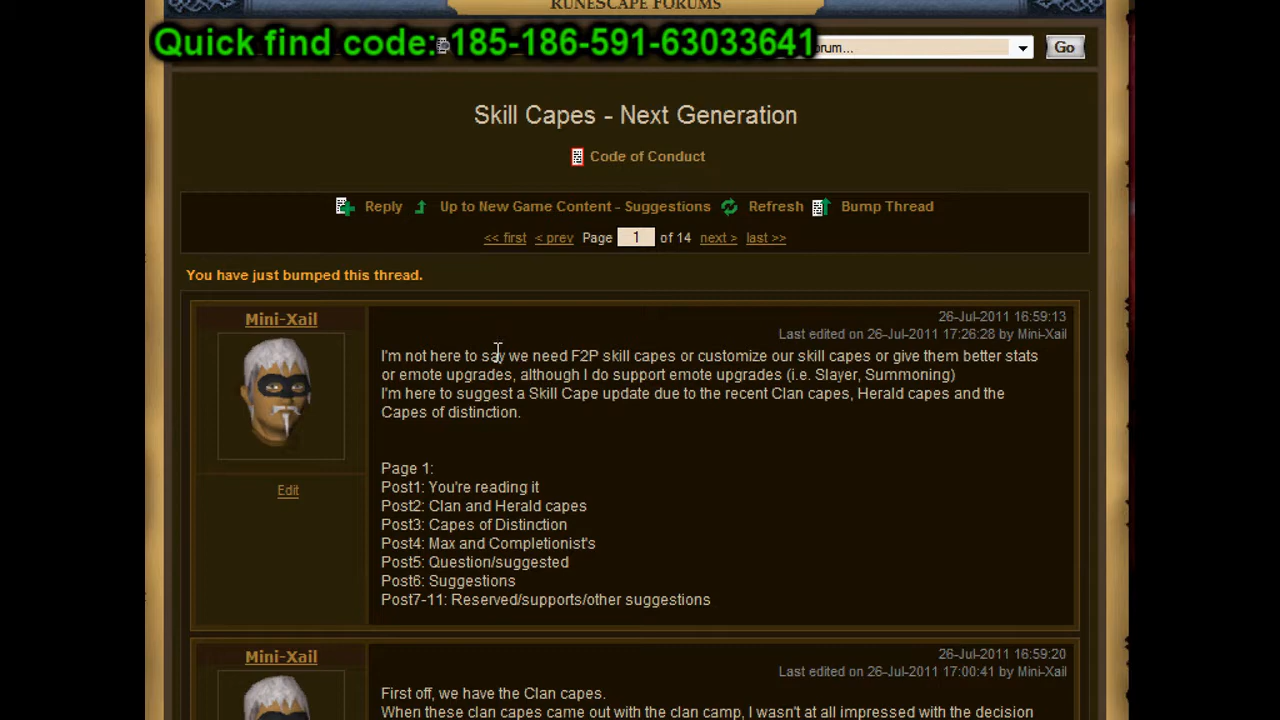 RUNESCAPE FORUMS
Quick find code: 185-186-591-63033641
orum...
Go
Skill Capes - Next Generation
Code of Conduct
Reply Up to New Game Content - Suggestions Refresh Bump Thread
<< first < prev Page 1 of 14 next > last >>
You have just bumped this thread.
Mini-Xail
Edit
26-Jul-2011 16:59:13
Last edited on 26-Jul-2011 17:26:28 by Mini-Xail
I'm not here to say we need F2P skill capes or customize our skill capes or give them better stats
or emote upgrades, although I do support emote upgrades (i.e. Slayer, Summoning)
I'm here to suggest a Skill Cape update due to the recent Clan capes, Herald capes and the
Capes of distinction.
Page 1:
Post1: You're reading it
Post2: Clan and Herald capes
Post3: Capes of Distinction
Post4: Max and Completionist's
Post5: Question/suggested
Post6: Suggestions
Post7-11: Reserved/supports/other suggestions
Mini-Xail
26-Jul-2011 16:59:20
Last edited on 26-Jul-2011 17:00:41 by Mini-Xail
First off, we have the Clan capes.
When these clan capes came out with the clan camp, I wasn't at all impressed with the decision